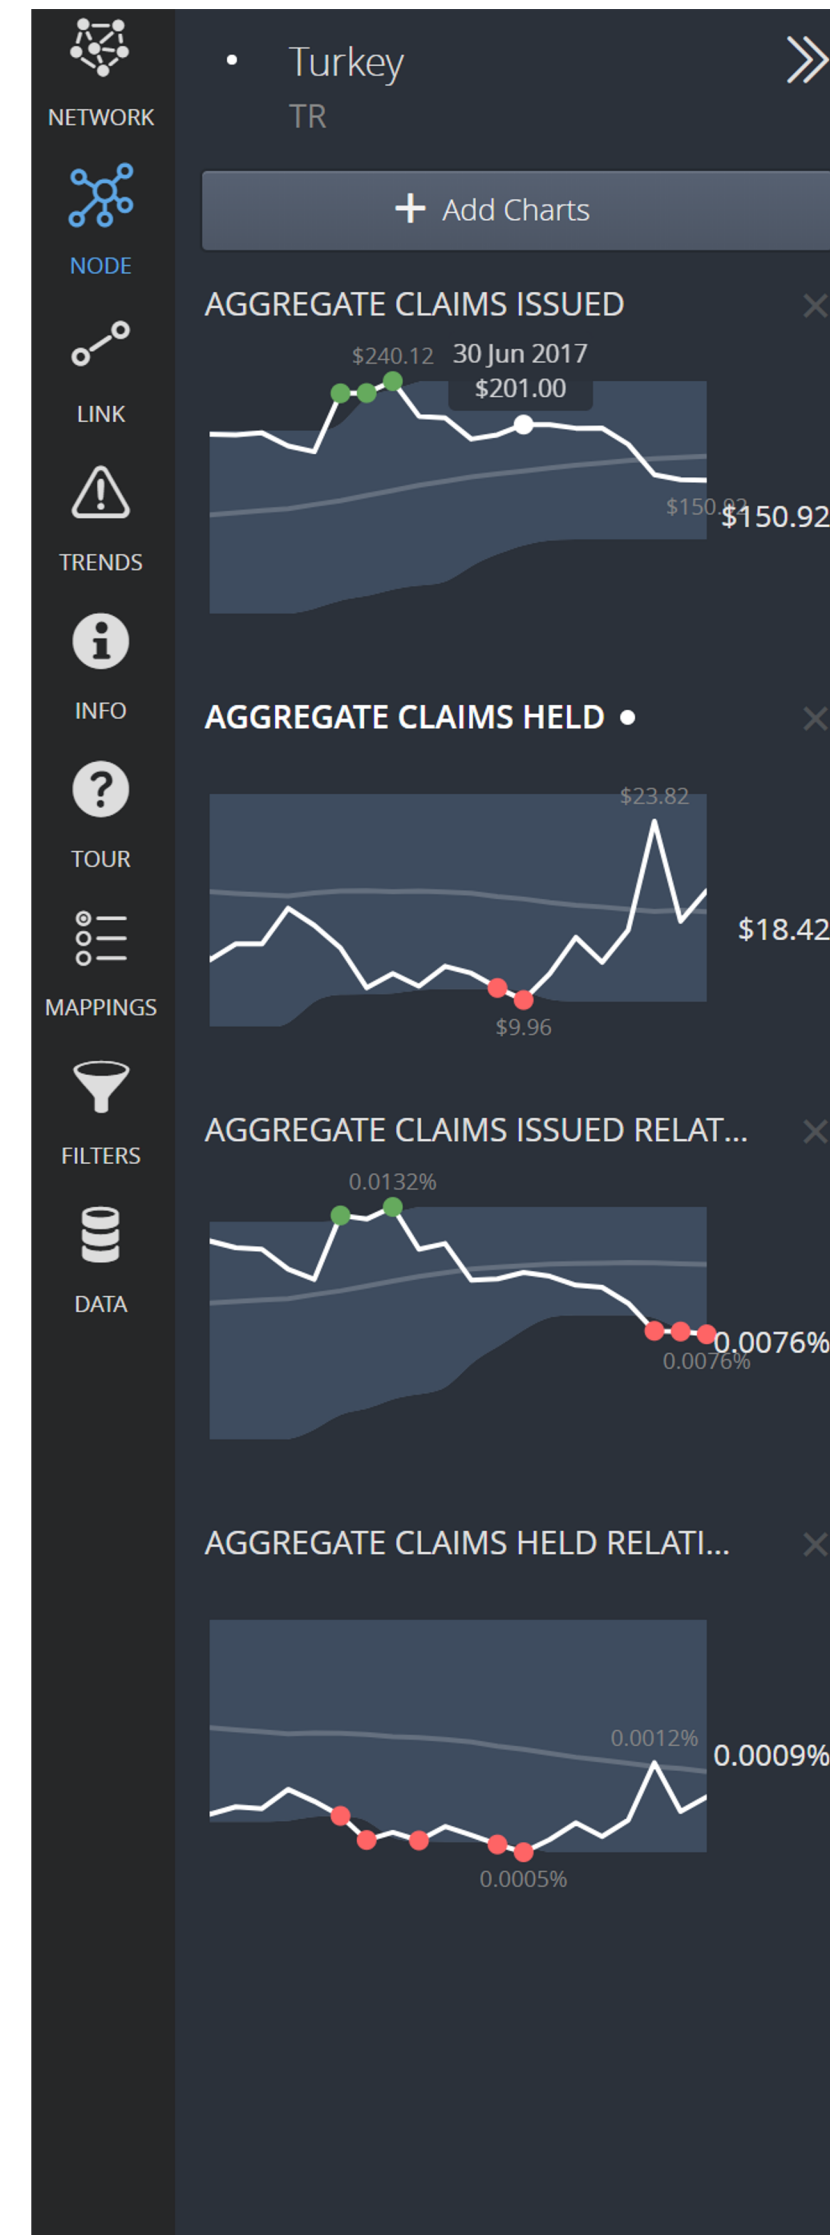 NETWORK
NODE
LINK
TRENDS
INFO
TOUR
MAPPINGS
FILTERS
DATA
Turkey
TR
+ Add Charts
AGGREGATE CLAIMS ISSUED
$240.12
30 Jun 2017
$201.00
$150.92
$150.92
AGGREGATE CLAIMS HELD
$23.82
$18.42
$9.96
AGGREGATE CLAIMS ISSUED RELAT...
0.0132%
0.0076%
0.0076%
AGGREGATE CLAIMS HELD RELATI...
0.0012%
0.0009%
0.0005%